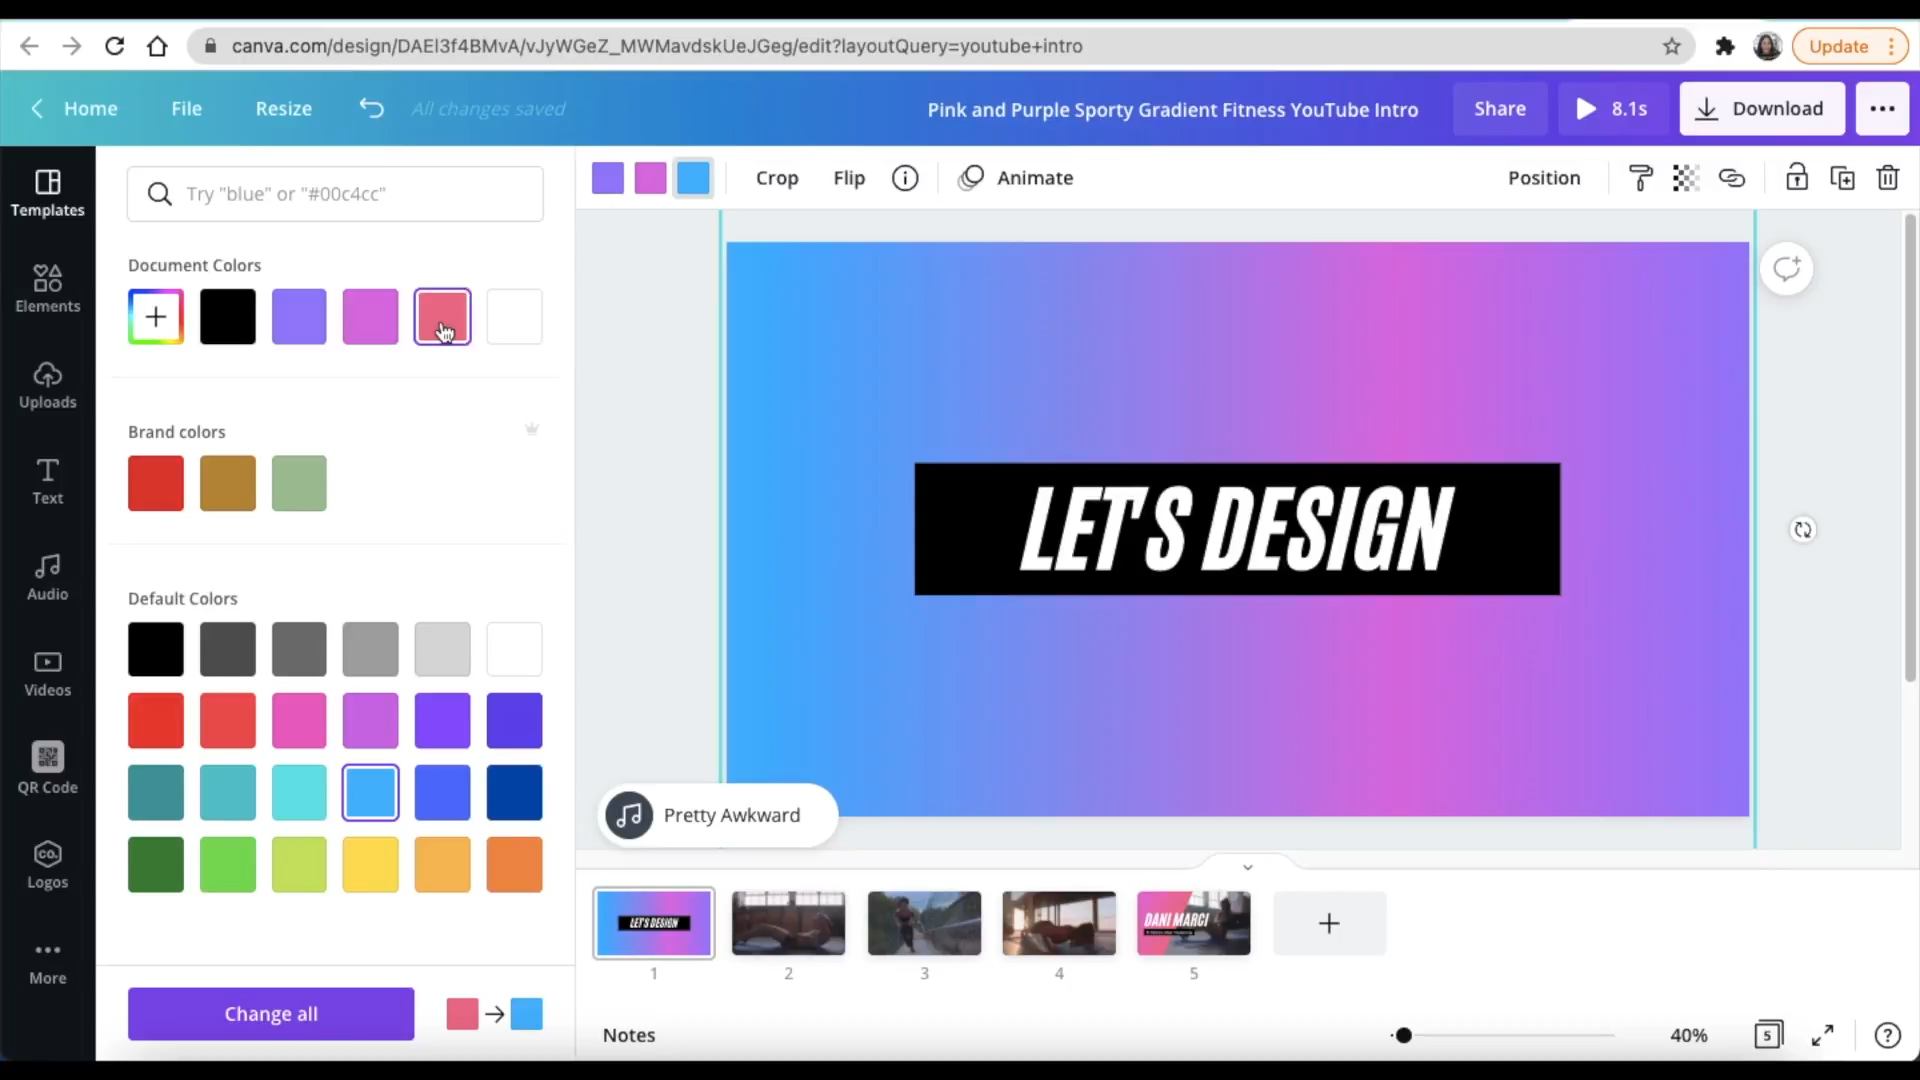 canva.com/design/DAEl3f4BMvA/vJyWGeZ_MWMavdskUeJGeg/edit?layoutQuery=youtube+intro
Update
Home
File
Resize
All changes saved
Pink and Purple Sporty Gradient Fitness YouTube Intro
Share
8.1s
Download
Templates
Elements
Uploads
Text
Audio
Videos
QR Code
CO.
Logos
More
Try "blue" or "#00c4cc"
Document Colors
Brand colors
Default Colors
Change all
Crop
Flip
Animate
Position
LET'S DESIGN
Pretty Awkward
LET'S DESIGN
DANI MARCI
1
2
3
4
5
Notes
40%
5